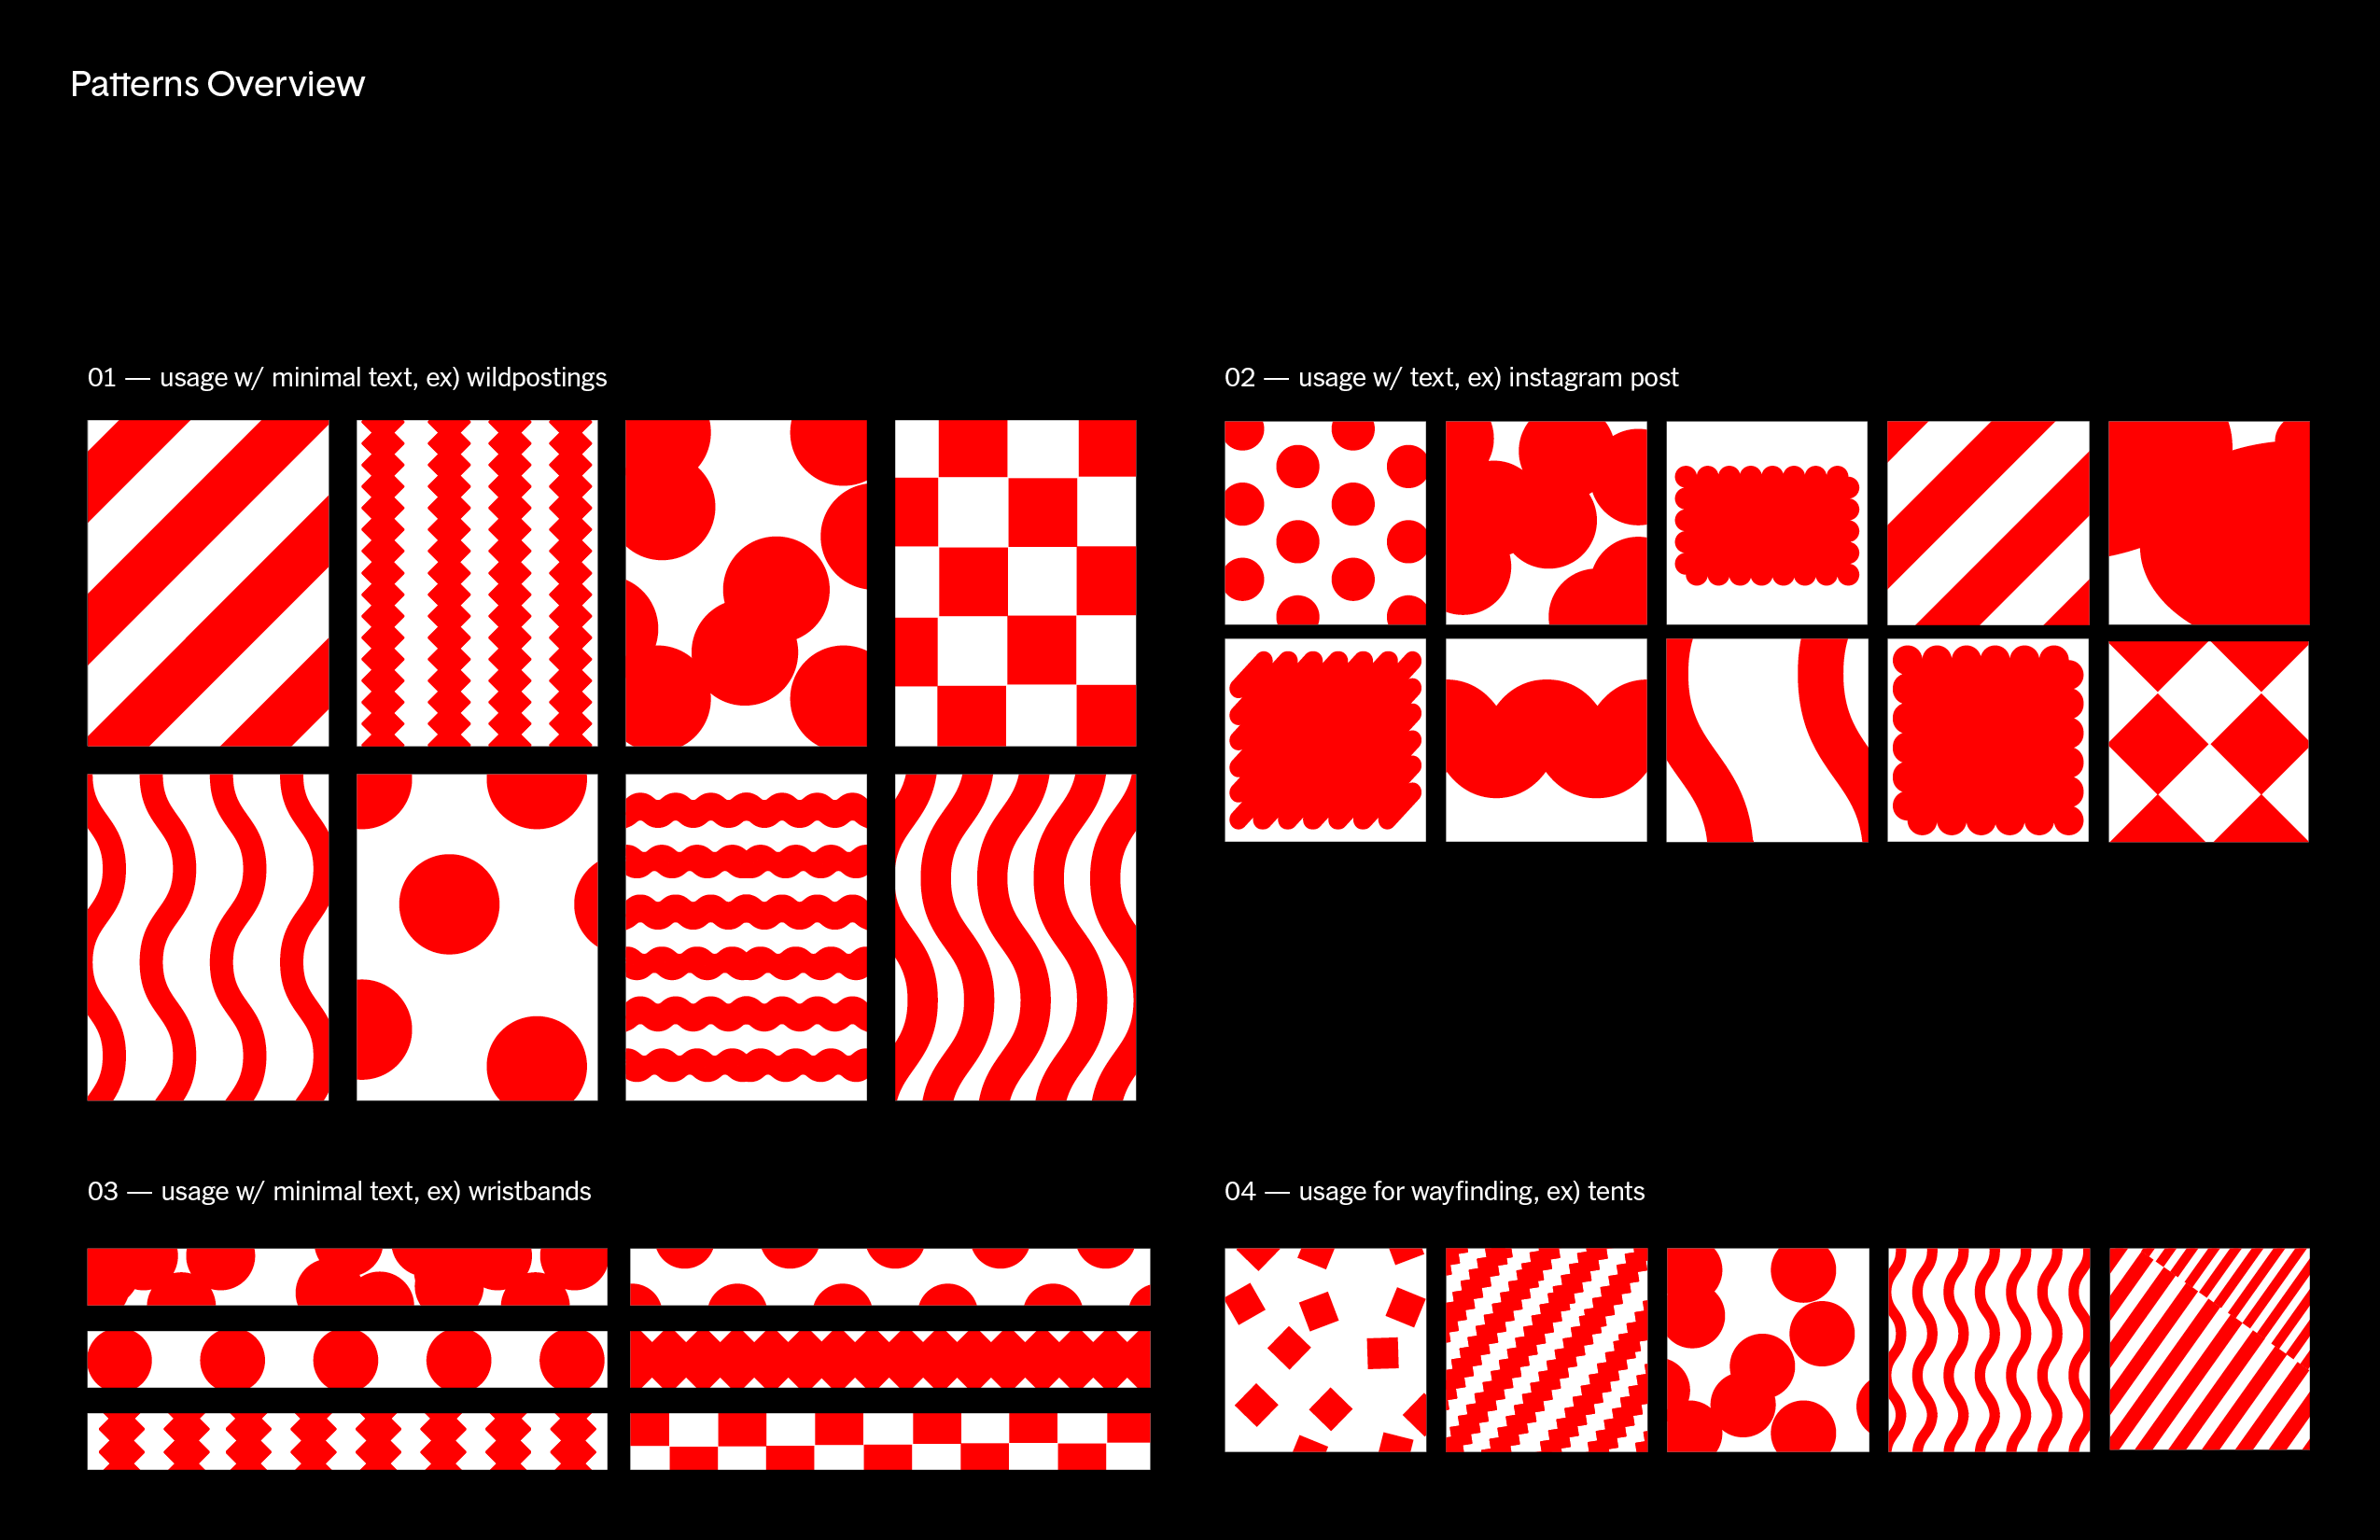 Patterns Overview
01 — usage w/ minimal text, ex) wildpostings
02 — usage w/ text, ex) instagram post
03 — usage w/ minimal text, ex) wristbands
04 — usage for wayfinding, ex) tents